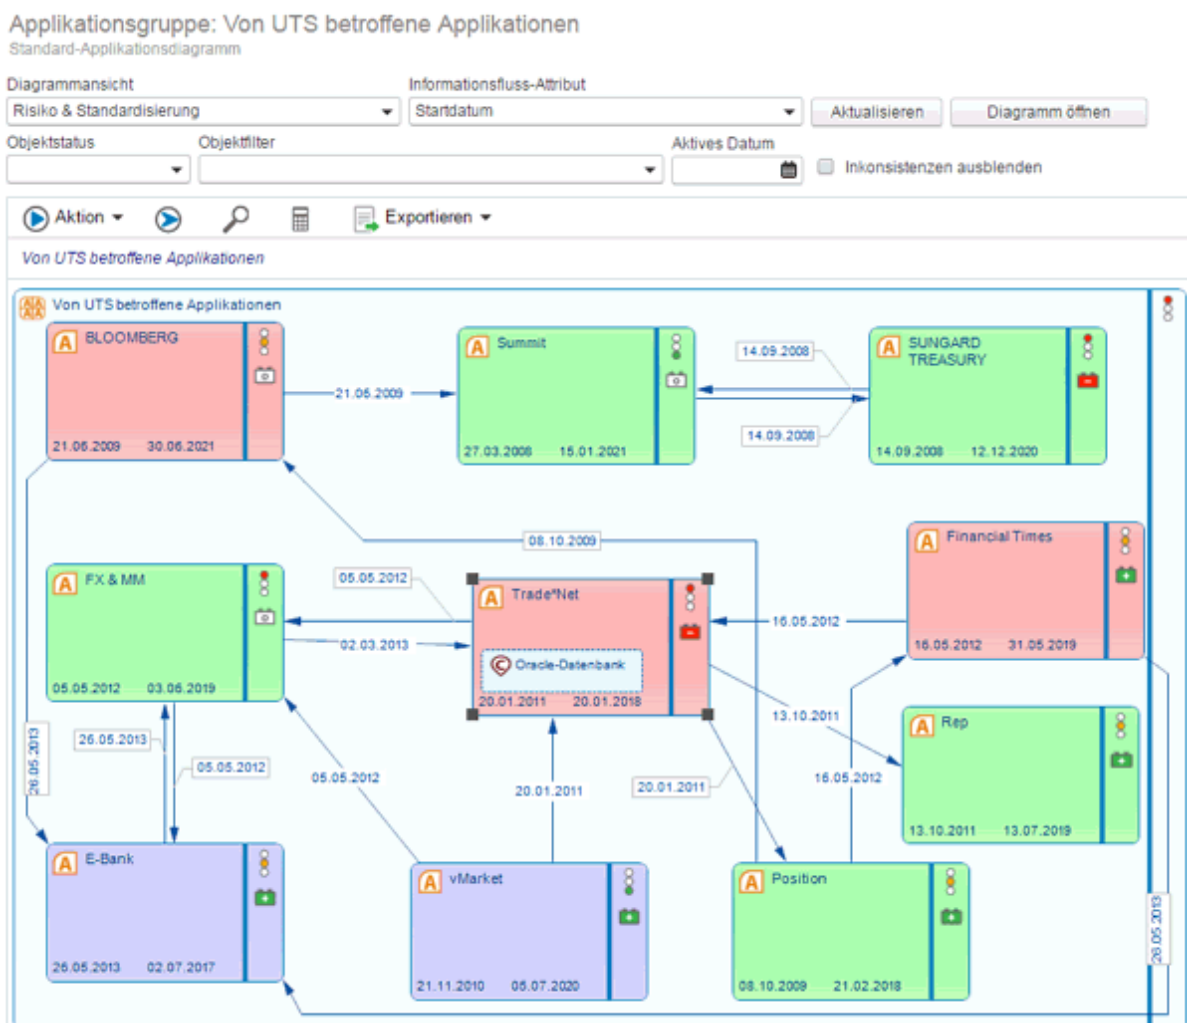 Applikationsgruppe: Von UTS betroffene Applikationen
Standard-Applikationsdiagramm
Diagrammansicht Informationsfluss-Attribut
Risiko & Standardisierung Startdatum Aktualisieren Diagramm öffnen
Objektstatus Objektfilter Aktives Datum
Inkonsistenzen ausblenden
Aktion Exportieren
Von UTS betroffene Applikationen
Von UTS betroffene Applikationen
BLOOMBERG
21.06.2009 30.06.2021
21.05.2009
Summit
27.03.2008 15.01.2021
14.09.2008
14.09.2008
SUNGARD
TREASURY
14.09.2008 12.12.2020
08.10.2009
FX & MM
05.05.2012 03.06.2019
05.05.2012
02.03.2013
Trade*Net
Oracle-Datenbank
20.01.2011 20.01.2018
16.05.2012
Financial Times
16.05.2012 31.05.2019
13.10.2011
Rep
13.10.2011 13.07.2019
26.05.2013
26.05.2013
05.05.2012
05.05.2012
20.01.2011
20.01.2011
16.05.2012
E-Bank
26.05.2013 02.07.2017
vMarket
21.11.2010 05.07.2020
Position
08.10.2009 21.02.2018
26.05.2013